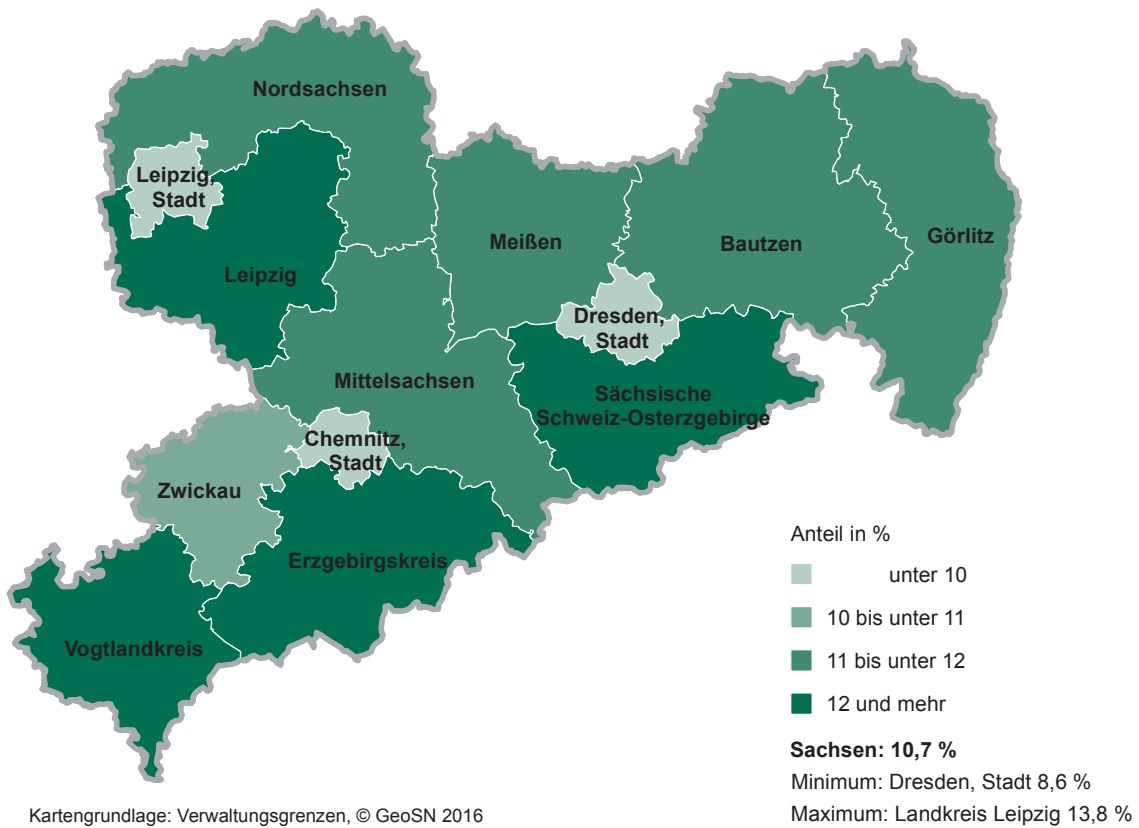 Nordsachsen
Leipzig,
Stadt
Leipzig
Meißen
Bautzen
Görlitz
Dresden,
Stadt
Mittelsachsen
Sächsische
Schweiz-Osterzgebirge
Chemnitz,
Stadt
Zwickau
Erzgebirgskreis
Vogtlandkreis
Anteil in %
unter 10
10 bis unter 11
11 bis unter 12
12 und mehr
Sachsen: 10,7 %
Minimum: Dresden, Stadt 8,6 %
Maximum: Landkreis Leipzig 13,8 %
Kartengrundlage: Verwaltungsgrenzen, © GeoSN 2016